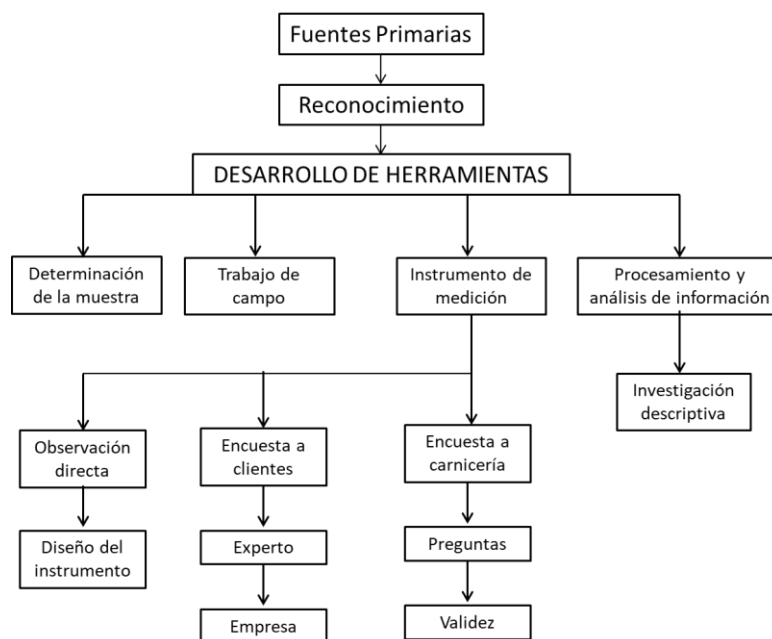 Fuentes Primarias
Reconocimiento
DESARROLLO DE HERRAMIENTAS
Determinación
de la muestra
Trabajo de
campo
Instrumento de
medición
Procesamiento y
análisis de información
Investigación
descriptiva
Observación
directa
Encuesta a
clientes
Encuesta a
carnicería
Diseño del
instrumento
Experto
Preguntas
Empresa
Validez